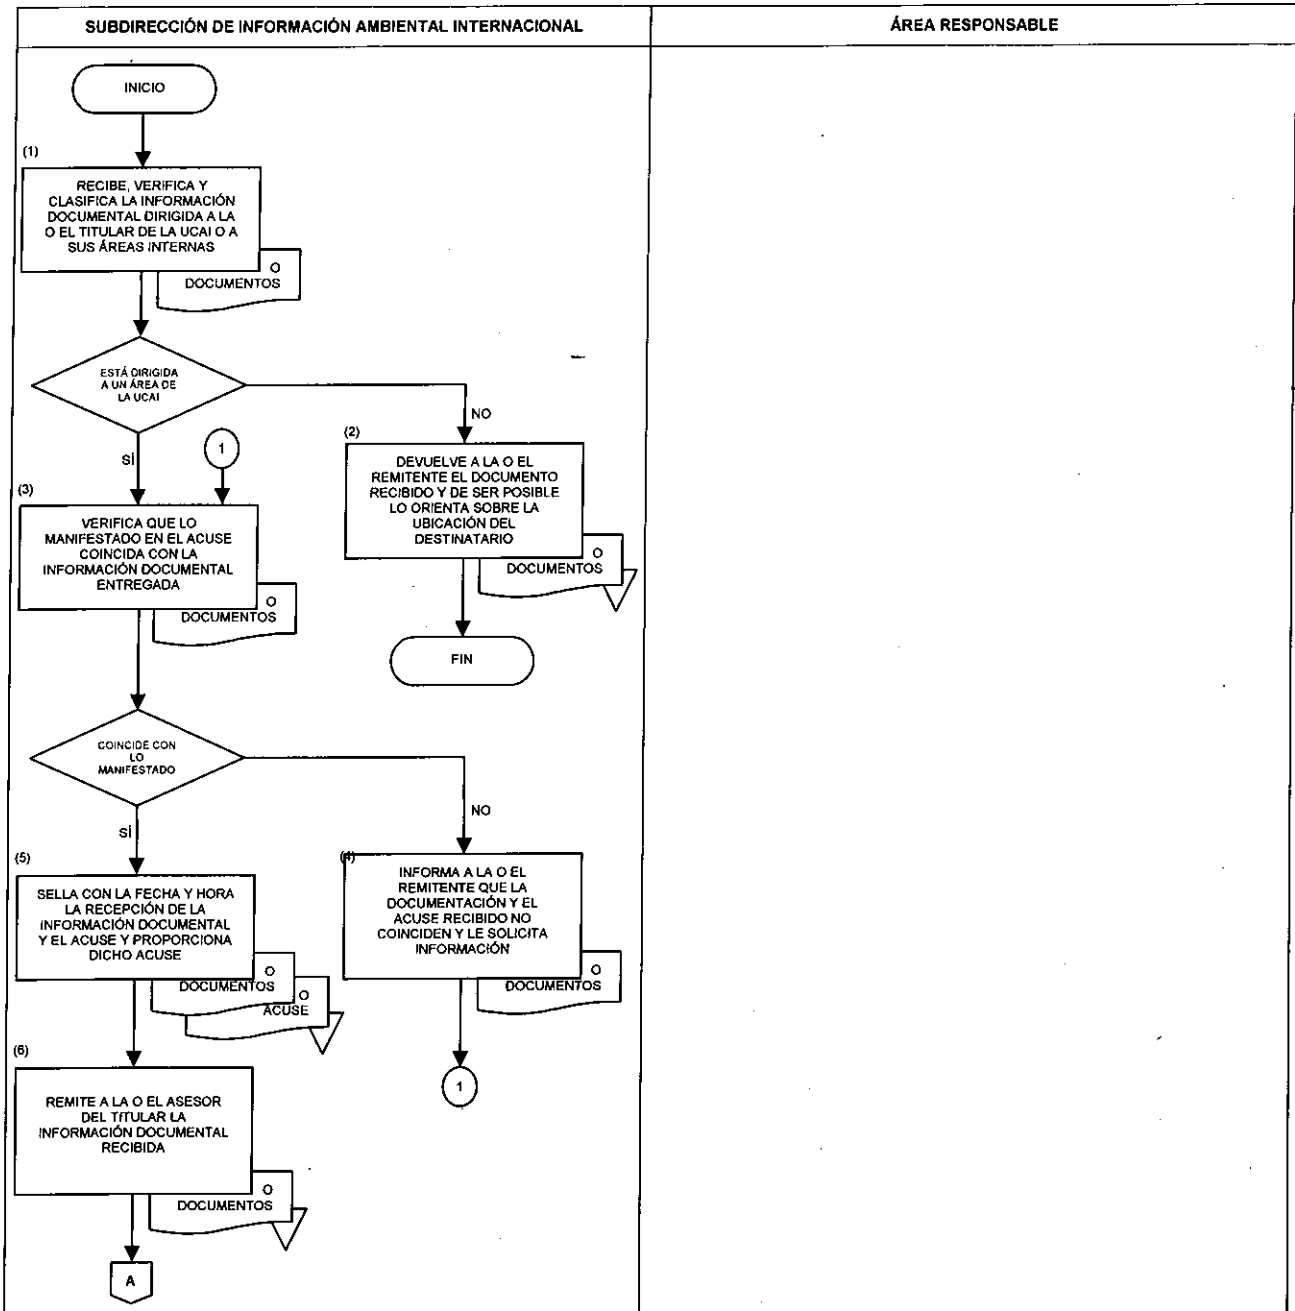 SUBDIRECCIÓN DE INFORMACIÓN AMBIENTAL INTERNACIONAL
ÁREA RESPONSABLE
INICIO
(1)
RECIBE, VERIFICA Y
CLASIFICA LA INFORMACIÓN
DOCUMENTAL DIRIGIDA A LA
O EL TITULAR DE LA UCAI O A
SUS ÁREAS INTERNAS
O
DOCUMENTOS
ESTÁ DIRIGIDA
A UN ÁREA DE
LA UCAI
NO
SÍ
1
(2)
DEVUELVE A LA O EL
REMITENTE EL DOCUMENTO
RECIBIDO Y DE SER POSIBLE
LO ORIENTA SOBRE LA
UBICACIÓN DEL
DESTINATARIO
O
DOCUMENTOS
FIN
(3)
VERIFICA QUE LO
MANIFESTADO EN EL ACUSE
COINCIDA CON LA
INFORMACIÓN DOCUMENTAL
ENTREGADA
O
DOCUMENTOS
COINCIDE CON
LO
MANIFESTADO
NO
SÍ
(4)
INFORMA A LA O EL
REMITENTE QUE LA
DOCUMENTACIÓN Y EL
ACUSE RECIBIDO NO
COINCIDEN Y LE SOLICITA
INFORMACIÓN
O
DOCUMENTOS
1
(5)
SELLA CON LA FECHA Y HORA
LA RECEPCIÓN DE LA
INFORMACIÓN DOCUMENTAL
Y EL ACUSE Y PROPORCIONA
DICHO ACUSE
O
DOCUMENTOS
O
ACUSE
(6)
REMITE A LA O EL ASESOR
DEL TITULAR LA
INFORMACIÓN DOCUMENTAL
RECIBIDA
O
DOCUMENTOS
A